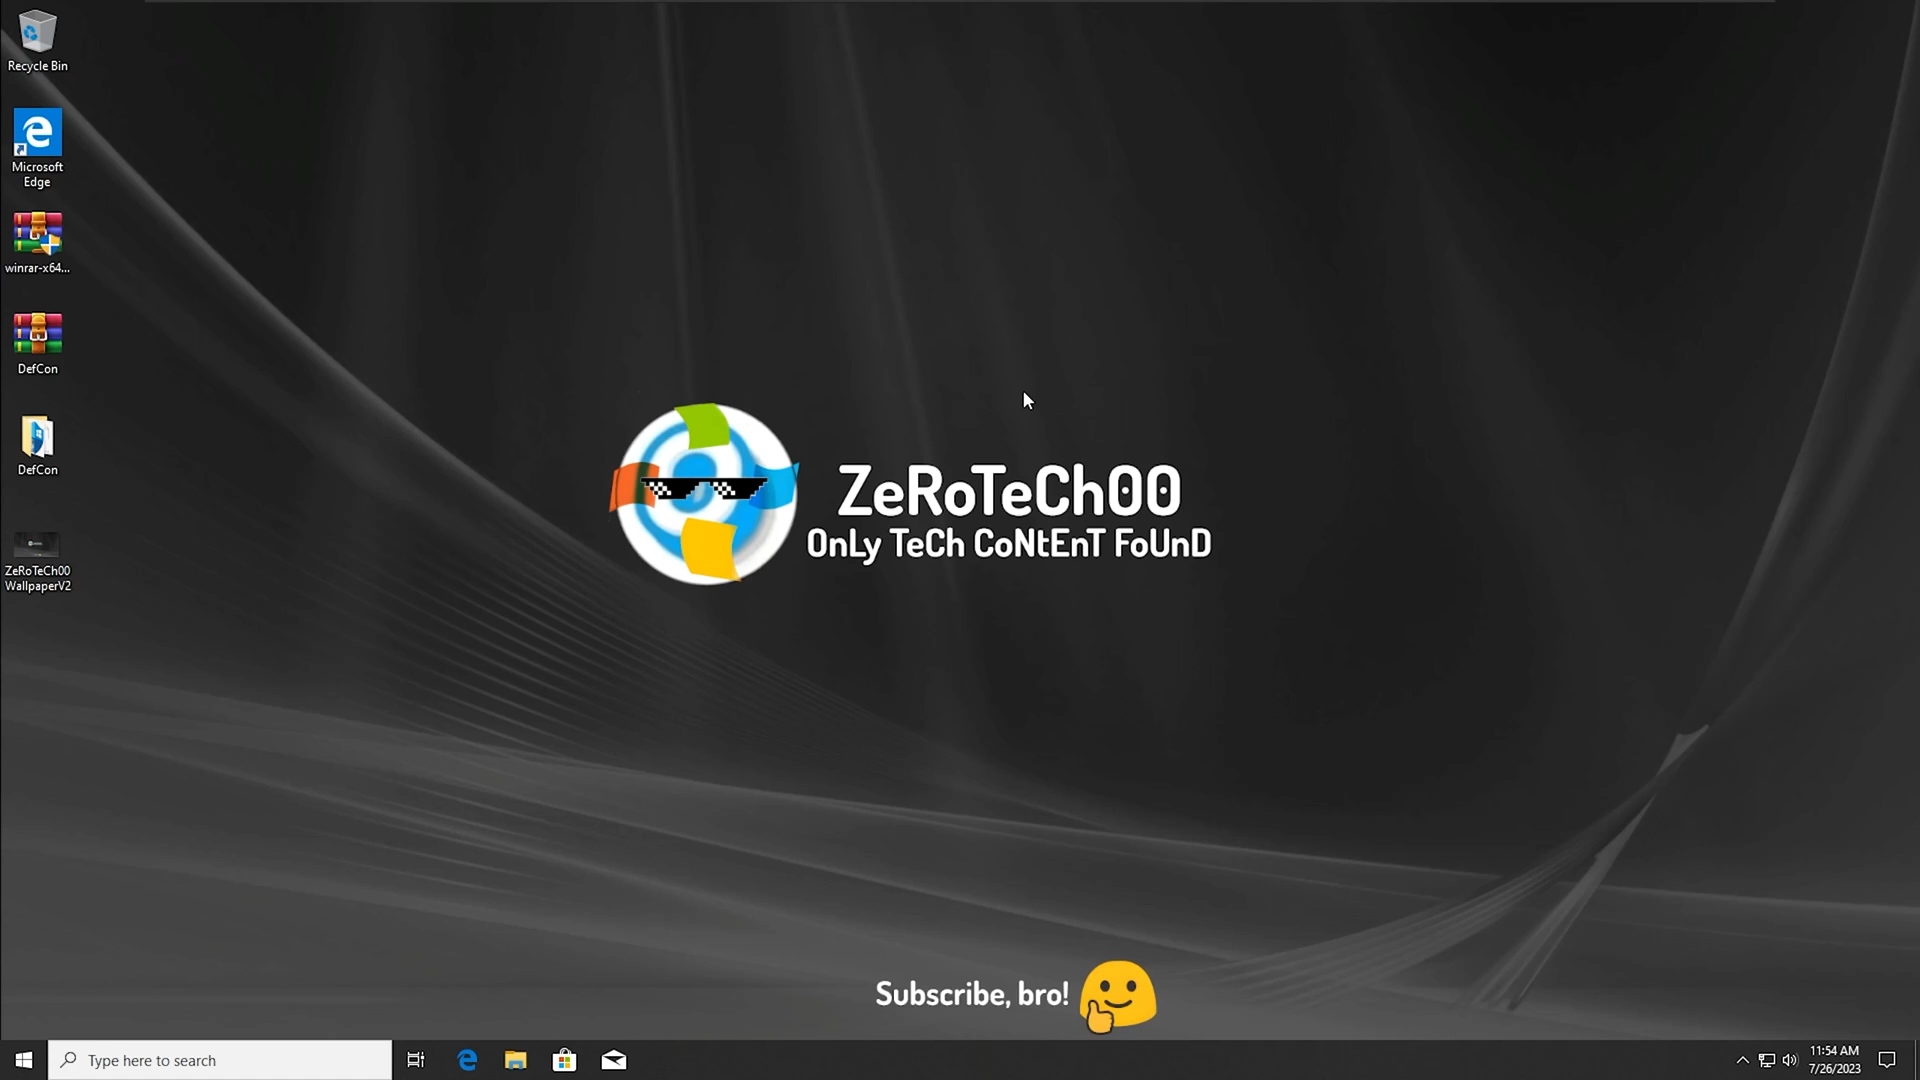 Recycle Bin
Microsoft
Edge
winrar-x64...
DefCon
DefCon
ZeRoTeCh00
WallpaperV2
ZeRoTeCh00
0nLy TeCh CoNtEnT FoUnD
Subscribe, bro!
Type here to search
11:54 AM
7/26/2023